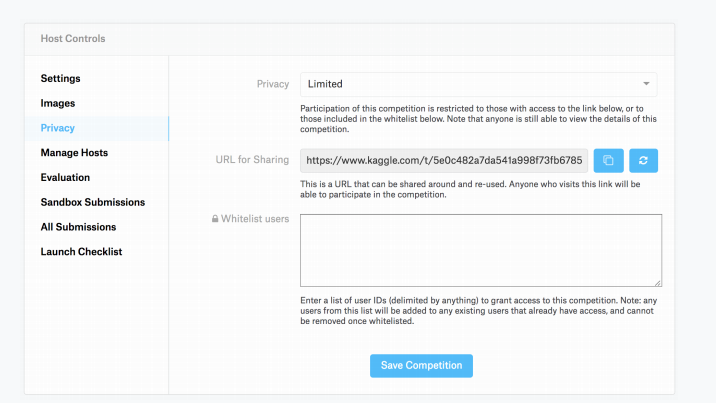 Host Controls
Settings
Images
Privacy
Manage Hosts
Evaluation
Sandbox Submissions
All Submissions
Launch Checklist
Privacy
Limited
Participation of this competition is restricted to those with access to the link below, or to
those included in the whitelist below. Note that anyone is still able to view the details of this
competition.
URL for Sharing
https://www.kaggle.com/t/5e0c482a7da541a998f73fb6785
This is a URL that can be shared around and re-used. Anyone who visits this link will be
able to participate in the competition.
Whitelist users
Enter a list of user IDs (delimited by anything) to grant access to this competition. Note: any
users from this list will be added to any existing users that already have access, and cannot
be removed once whitelisted.
Save Competition